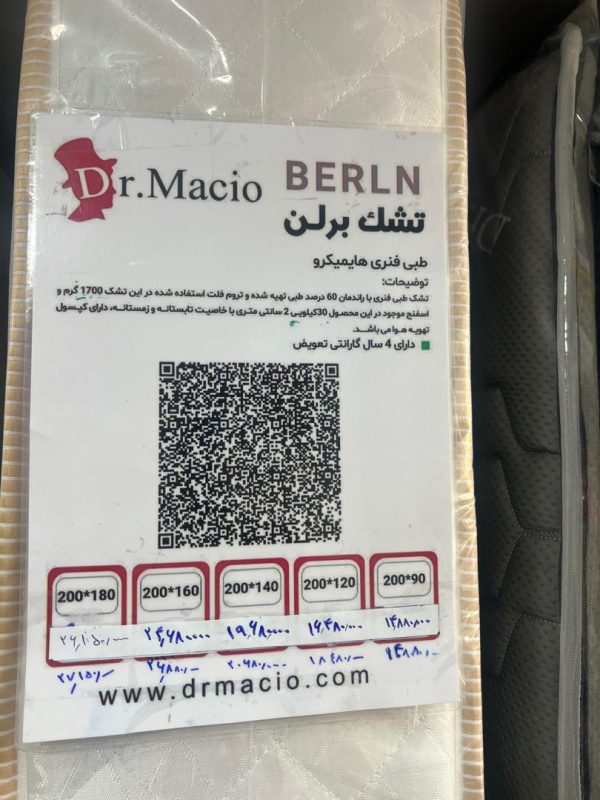 Dr.Macio
BERLN
تشك برلن
طبی فنری هایمیکرو
توضیحات:
تشک طبی فنری با راندمان 60 درصد طبی تهیه شده و تروم فلت استفاده شده در این تشک 1700 گرم و
اسفنج موجود در این محصول 30کیلویی 2 سانتی متری با خاصیت تابستانه و زمستانه، دارای کپسول
تهویه هوا می باشد.
دارای 4 سال گارانتی تعویض
200*180 200*160 200*140 200*120 200*90
www.drmacio.com